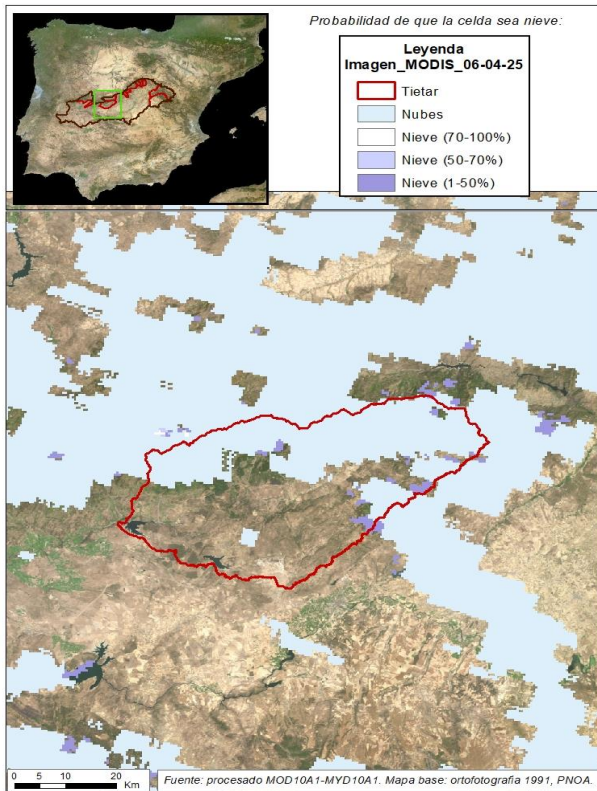 Probabilidad de que la celda sea nieve:
Leyenda
Imagen_MODIS_06-04-25
Tietar
Nubes
Nieve (70-100%)
Nieve (50-70%)
Nieve (1-50%)
0 5 10 20
Km
Fuente: procesado MOD10A1-MYD10A1. Mapa base: ortofotografia 1991, PNOA.